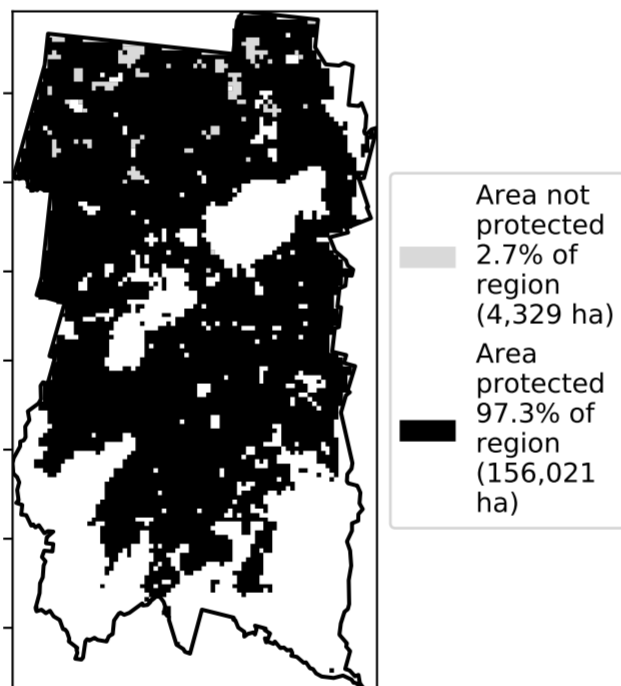 Area not
protected
2.7% of
region
(4,329 ha)
Area
protected
97.3% of
region
(156,021
ha)